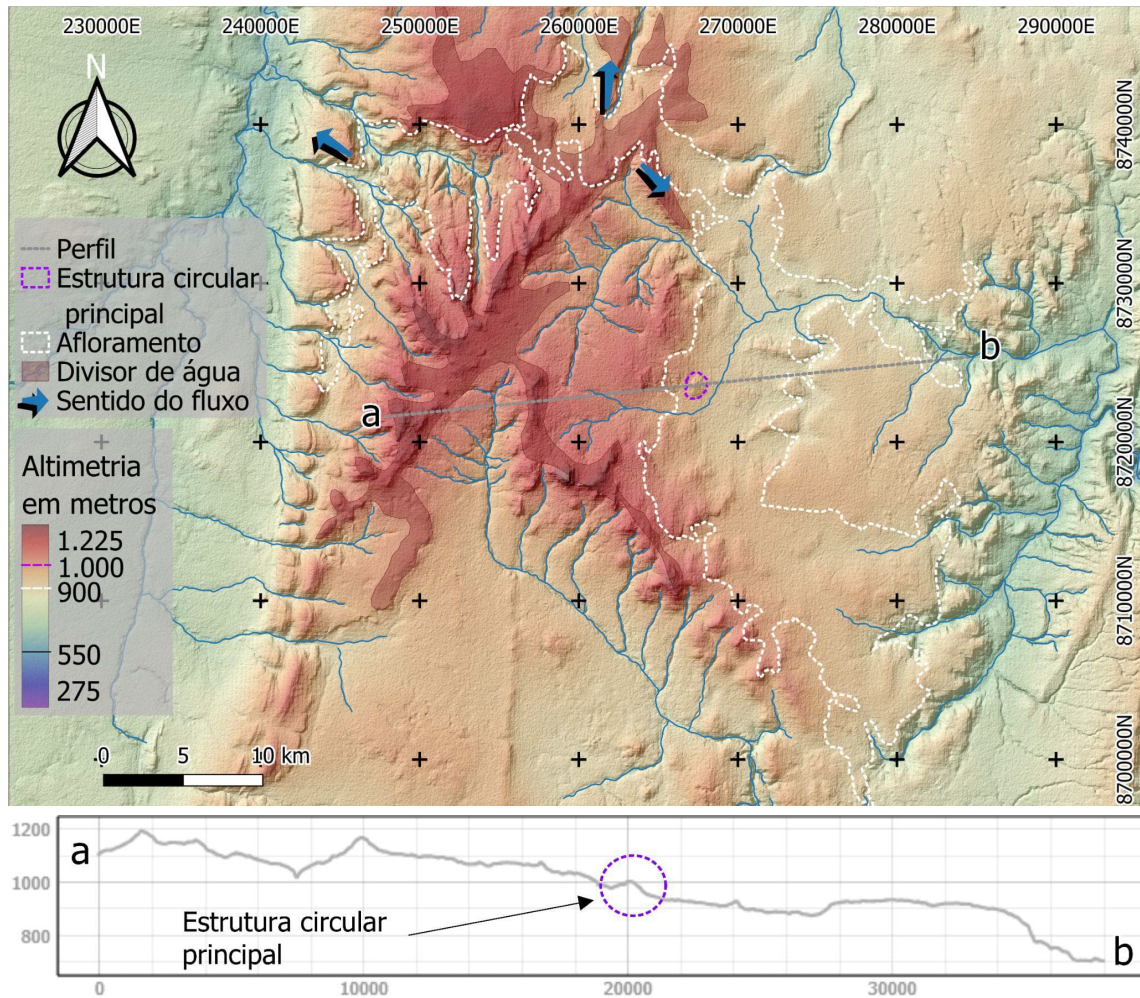 230000E 240000E 250000E 260000E 270000E 280000E 290000E
N
8740000N
8730000N
8720000N
8710000N
8700000N
Perfil
Estrutura circular
principal
Afloramento
Divisor de água
Sentido do fluxo
Altimetria
em metros
1.225
1.000
900
550
275
a
b
0 5 10 km
1200
1000
800
a
Estrutura circular
principal
b
0 10000 20000 30000